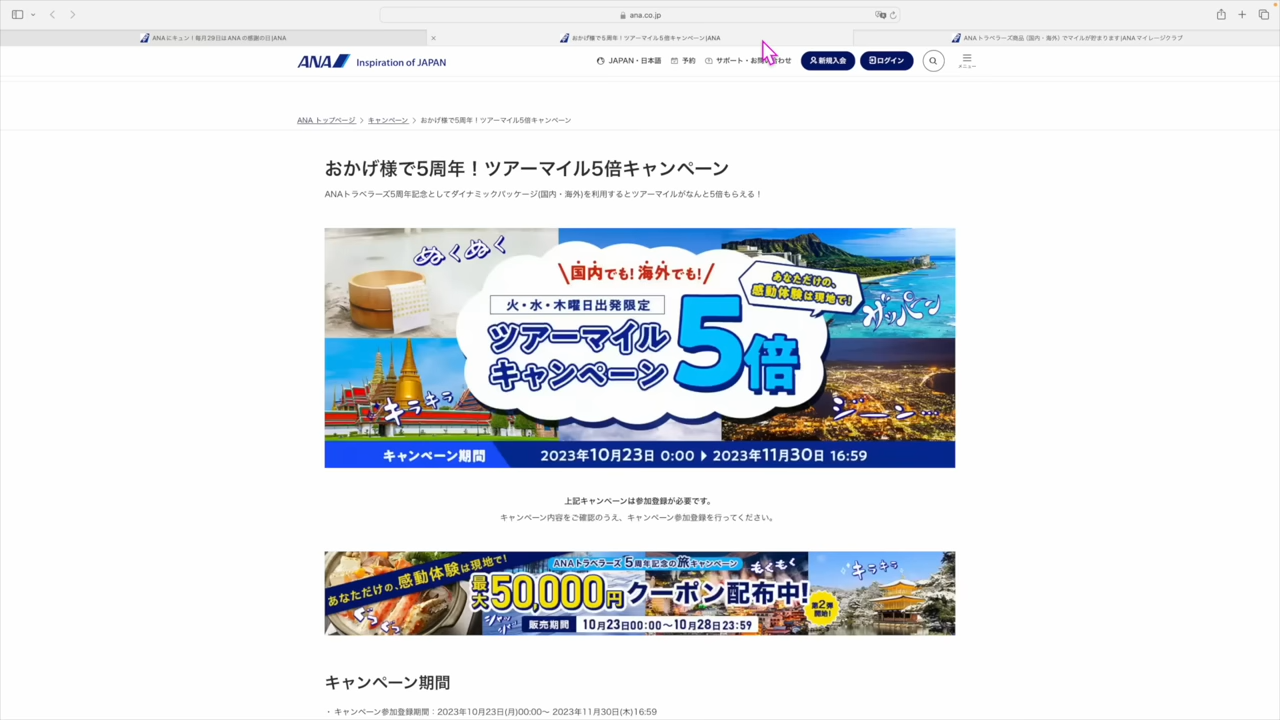 ana.co.jp
ANAにキュン！毎月29日はANAの感謝の日|ANA
おかげ様で5周年！ツアーマイル5倍キャンペーン|ANA
ANAトラベラーズ商品（国内・海外）でマイルが貯まります|ANAマイレージクラブ
ANA Inspiration of JAPAN
JAPAN・日本語
予約
サポート・お問い合わせ
新規入会
ログイン
メニュー
ANA トップページ > キャンペーン > おかげ様で5周年！ツアーマイル5倍キャンペーン
おかげ様で5周年！ツアーマイル5倍キャンペーン
ANAトラベラーズ5周年記念としてダイナミックパッケージ(国内・海外)を利用するとツアーマイルがなんと5倍もらえる！
ぬくぬく
国内でも！海外でも！
あなただけの、
感動体験は現地で！
火・水・木曜日出発限定
ツアーマイル
キャンペーン
5倍
ザッパーン
キラキラ
ジーン…
キャンペーン期間 2023年10月23日 0:00 ▶ 2023年11月30日 16:59
上記キャンペーンは参加登録が必要です。
キャンペーン内容をご確認のうえ、キャンペーン参加登録を行ってください。
あなただけの、感動体験は現地で！
ANAトラベラーズ 5周年記念の旅キャンペーン
もくもく
キラキラ
最大50,000円クーポン配布中！
第2弾
開始！
ぐつぐつ
販売期間 10月23日00:00〜10月28日23:59
キャンペーン期間
・キャンペーン参加登録期間：2023年10月23日(月)00:00〜 2023年11月30日(木)16:59